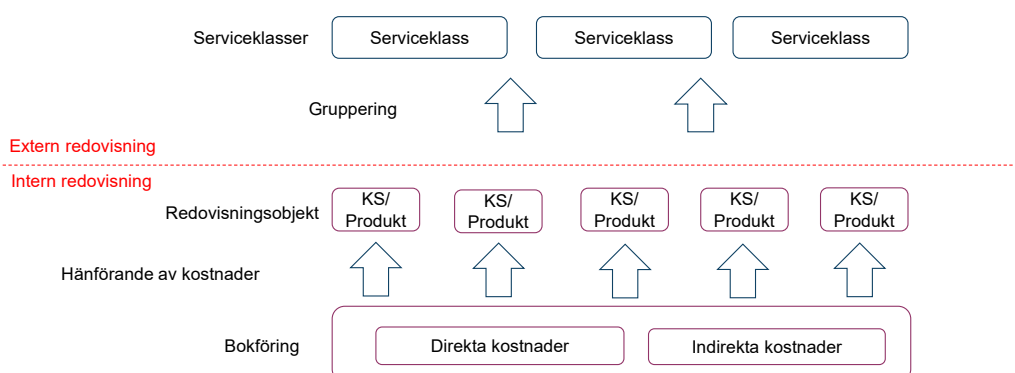 Serviceklasser
Serviceklass
Serviceklass
Serviceklass
Gruppering
Extern redovisning
Intern redovisning
Redovisningsobjekt
KS/
Produkt
KS/
Produkt
KS/
Produkt
KS/
Produkt
KS/
Produkt
Hänförande av kostnader
Bokföring
Direkta kostnader
Indirekta kostnader